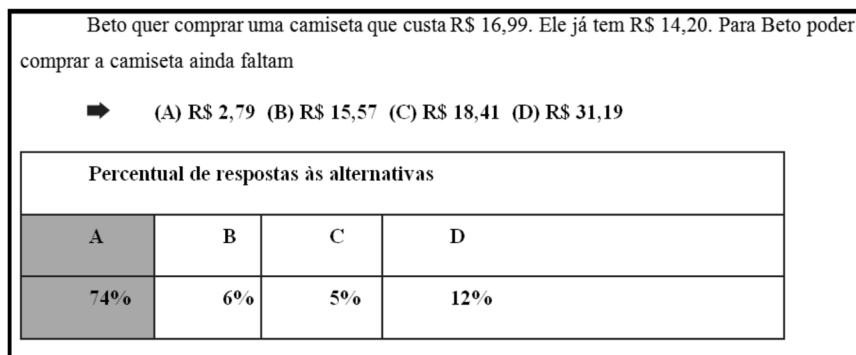 Beto quer comprar uma camiseta que custa R$ 16,99. Ele já tem R$ 14,20. Para Beto poder
comprar a camiseta ainda faltam
(A) R$ 2,79 (B) R$ 15,57 (C) R$ 18,41 (D) R$ 31,19
Percentual de respostas às alternativas
A B C D
74% 6% 5% 12%